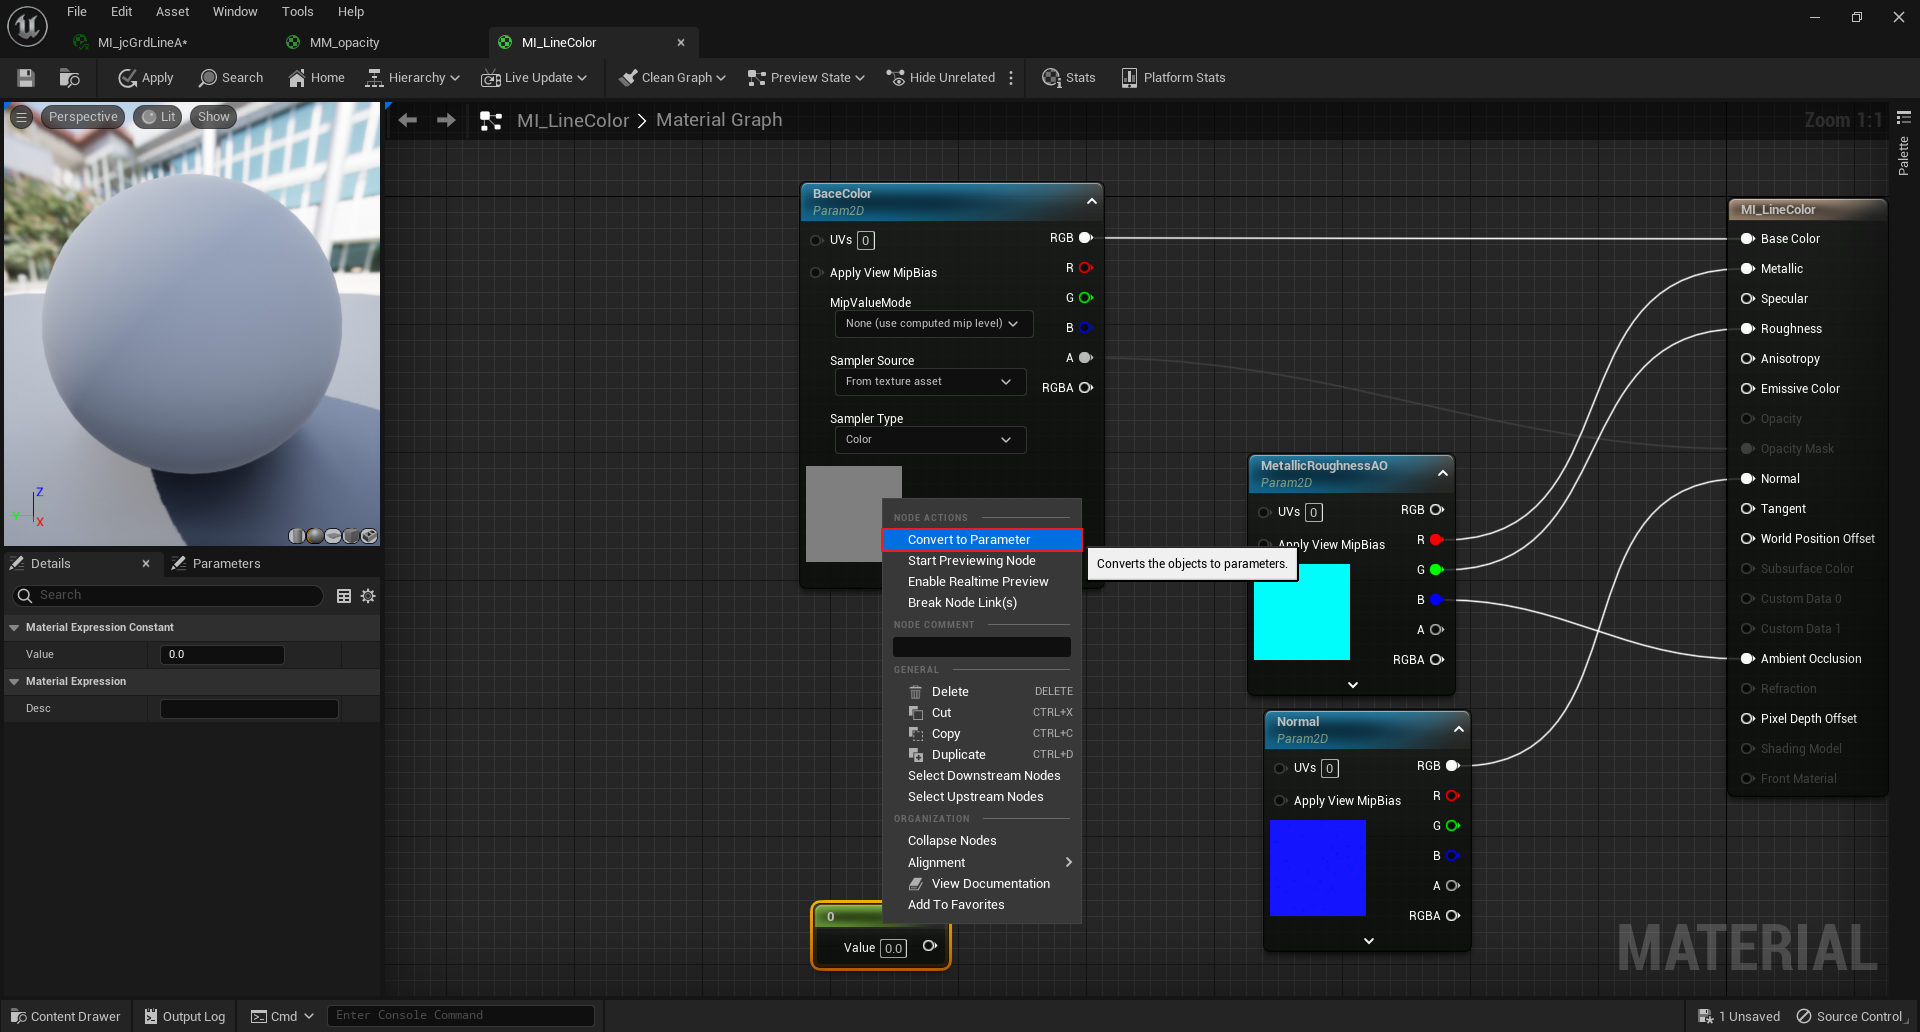 File Edit Asset Window Tools Help
MI_jcGrdLineA* MM_opacity MI_LineColor
Apply Search Home Hierarchy Live Update Clean Graph Preview State Hide Unrelated Stats Platform Stats
Perspective Lit Show
Z
Y
X
MI_LineColor > Material Graph
Zoom 1:1
Palette
Details Parameters
Search
Material Expression Constant
Value 0.0
Material Expression
Desc
BaceColor
Param2D
UVs 0 RGB
Apply View MipBias R
G
MipValueMode
None (use computed mip level) B
Sampler Source A
From texture asset RGBA
Sampler Type
Color
NODE ACTIONS
Convert to Parameter
Start Previewing Node
Enable Realtime Preview
Break Node Link(s)
NODE COMMENT
GENERAL
Delete DELETE
Cut CTRL+X
Copy CTRL+C
Duplicate CTRL+D
Select Downstream Nodes
Select Upstream Nodes
ORGANIZATION
Collapse Nodes
Alignment
View Documentation
Add To Favorites
Converts the objects to parameters.
0
Value 0.0
MetallicRoughnessAO
Param2D
UVs 0 RGB
Apply View MipBias R
G
B
A
RGBA
Normal
Param2D
UVs 0 RGB
Apply View MipBias R
G
B
A
RGBA
MI_LineColor
Base Color
Metallic
Specular
Roughness
Anisotropy
Emissive Color
Opacity
Opacity Mask
Normal
Tangent
World Position Offset
Subsurface Color
Custom Data 0
Custom Data 1
Ambient Occlusion
Refraction
Pixel Depth Offset
Shading Model
Front Material
MATERIAL
Content Drawer Output Log Cmd Enter Console Command 1 Unsaved Source Control